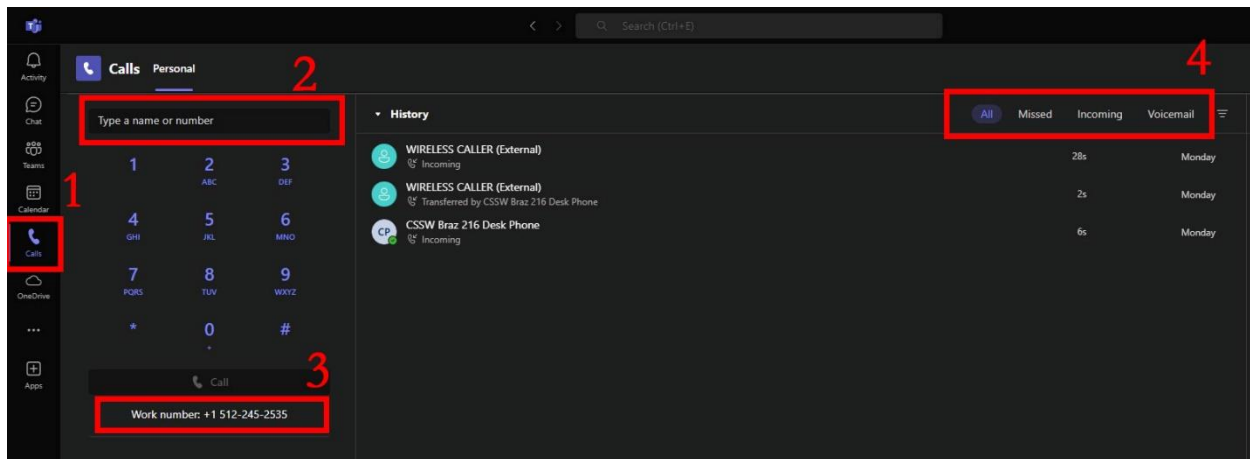 Search (Ctrl+E)
Activity
Chat
Teams
Calendar
Calls
OneDrive
Apps
1
Calls Personal
2
Type a name or number
1 2 3
ABC DEF
4 5 6
GHI JKL MNO
7 8 9
PQRS TUV WXYZ
* 0 #
+
Call
3
Work number: +1 512-245-2535
4
History
All Missed Incoming Voicemail
WIRELESS CALLER (External)
Incoming 28s Monday
WIRELESS CALLER (External)
Transferred by CSSW Braz 216 Desk Phone 2s Monday
CP
CSSW Braz 216 Desk Phone
Incoming 6s Monday